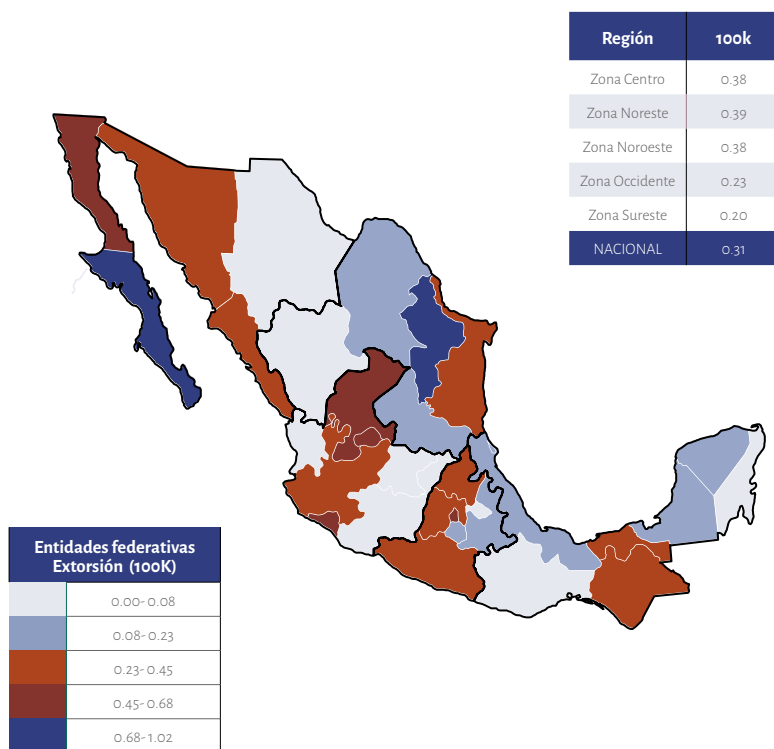 Región 100k
Zona Centro 0.38
Zona Noreste 0.39
Zona Noroeste 0.38
Zona Occidente 0.23
Zona Sureste 0.20
NACIONAL 0.31
Entidades federativas
Extorsión (100K)
0.00- 0.08
0.08- 0.23
0.23- 0.45
0.45- 0.68
0.68- 1.02